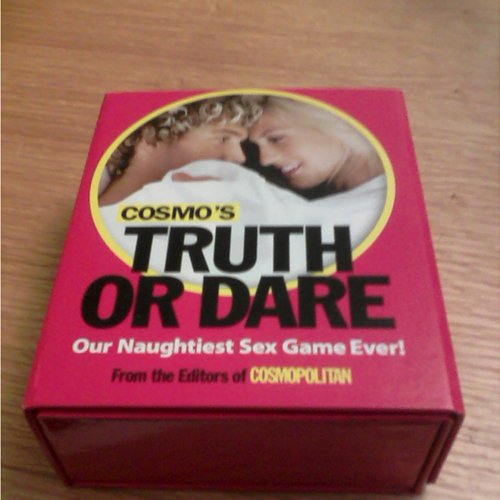 COSMO'S
TRUTH
OR DARE
Our Naughtiest Sex Game Ever!
From the Editors of COSMOPOLITAN